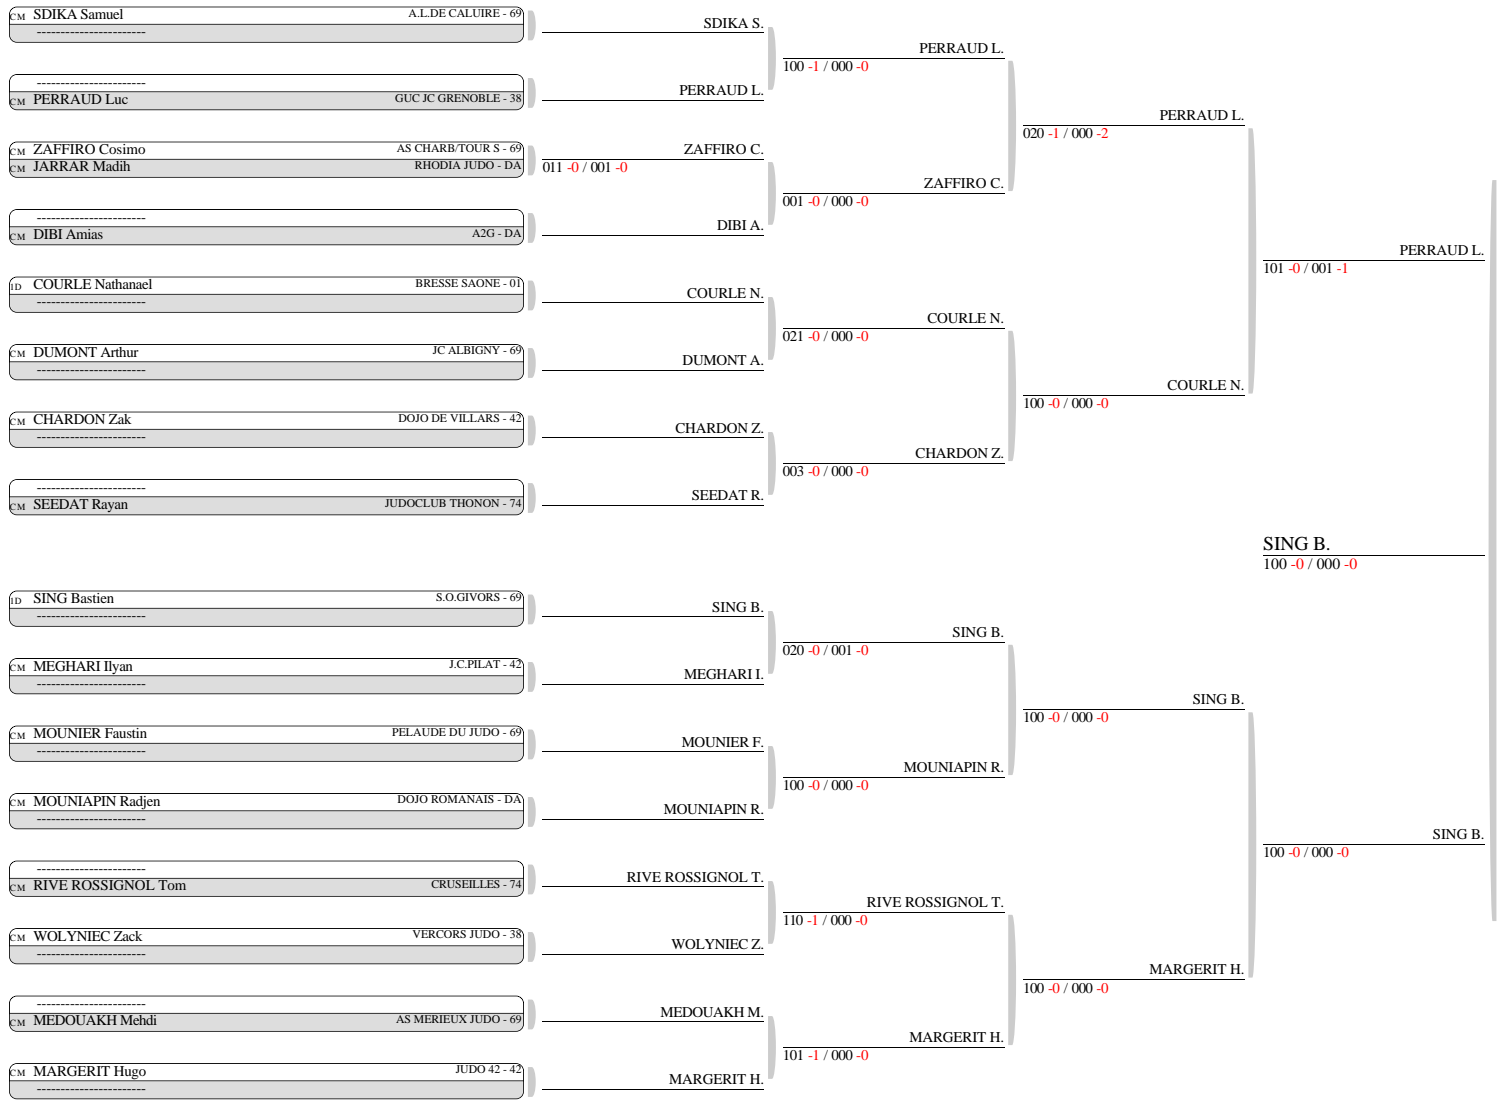 CM SDIKA Samuel A.L.DE CALUIRE - 69
-----------------------
-----------------------
CM PERRAUD Luc GUC JC GRENOBLE - 38
CM ZAFFIRO Cosimo AS CHARB/TOUR S - 69
CM JARRAR Madih RHODIA JUDO - DA
-----------------------
CM DIBI Amias A2G - DA
ID COURLE Nathanael BRESSE SAONE - 01
-----------------------
CM DUMONT Arthur JC ALBIGNY - 69
-----------------------
CM CHARDON Zak DOJO DE VILLARS - 42
-----------------------
-----------------------
CM SEEDAT Rayan JUDOCLUB THONON - 74
ID SING Bastien S.O.GIVORS - 69
-----------------------
CM MEGHARI Ilyan J.C.PILAT - 42
-----------------------
CM MOUNIER Faustin PELAUDE DU JUDO - 69
-----------------------
CM MOUNIAPIN Radjen DOJO ROMANAIS - DA
-----------------------
-----------------------
CM RIVE ROSSIGNOL Tom CRUSEILLES - 74
CM WOLYNIEC Zack VERCORS JUDO - 38
-----------------------
-----------------------
CM MEDOUAKH Mehdi AS MERIEUX JUDO - 69
CM MARGERIT Hugo JUDO 42 - 42
-----------------------
SDIKA S.
PERRAUD L.
ZAFFIRO C.
011 -0 / 001 -0
DIBI A.
COURLE N.
DUMONT A.
CHARDON Z.
SEEDAT R.
SING B.
MEGHARI I.
MOUNIER F.
MOUNIAPIN R.
RIVE ROSSIGNOL T.
WOLYNIEC Z.
MEDOUAKH M.
MARGERIT H.
PERRAUD L.
100 -1 / 000 -0
ZAFFIRO C.
001 -0 / 000 -0
COURLE N.
021 -0 / 000 -0
CHARDON Z.
003 -0 / 000 -0
SING B.
020 -0 / 001 -0
MOUNIAPIN R.
100 -0 / 000 -0
RIVE ROSSIGNOL T.
110 -1 / 000 -0
MARGERIT H.
101 -1 / 000 -0
PERRAUD L.
020 -1 / 000 -2
COURLE N.
100 -0 / 000 -0
SING B.
100 -0 / 000 -0
MARGERIT H.
100 -0 / 000 -0
PERRAUD L.
101 -0 / 001 -1
SING B.
100 -0 / 000 -0
SING B.
100 -0 / 000 -0